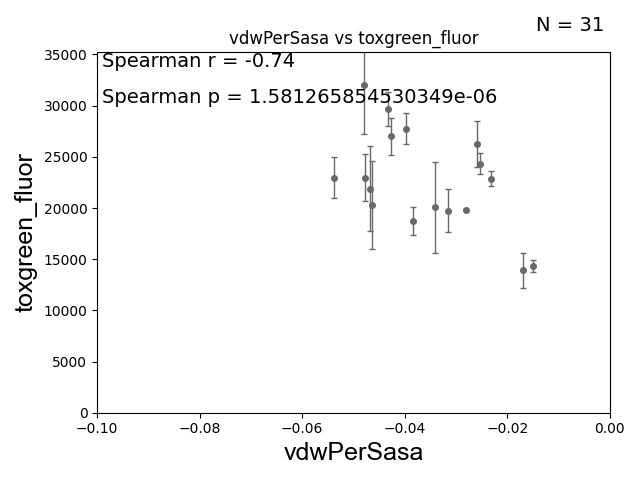 N = 31
vdwPerSasa vs toxgreen_fluor
Spearman r = -0.74
Spearman p = 1.581265854530349e-06
toxgreen_fluor
35000
30000
25000
20000
15000
10000
5000
0
−0.10 −0.08 −0.06 −0.04 −0.02 0.00
vdwPerSasa